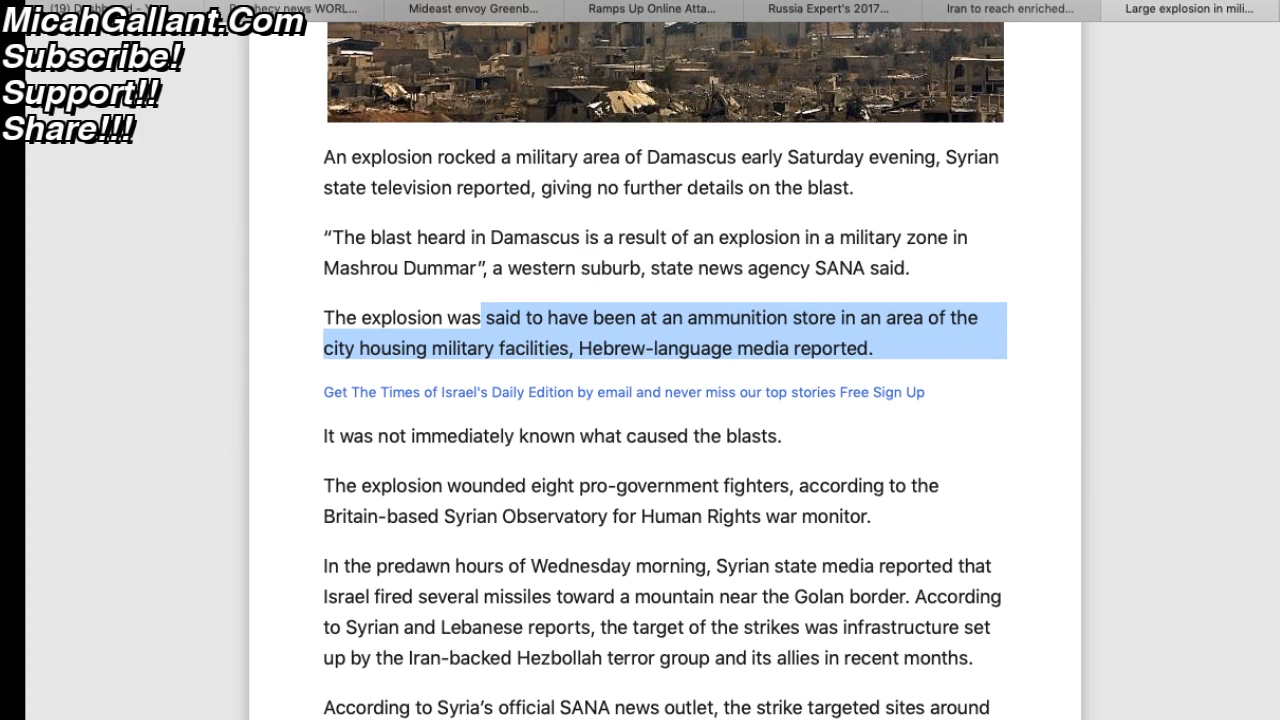 (19) Dashboard - Y
Prophecy news WORL...
Mideast envoy Greenb...
Ramps Up Online Atta...
Russia Expert's 2017...
Iran to reach enriched...
Large explosion in mili...
MicahGallant.Com
Subscribe!
Support!!
Share!!!
An explosion rocked a military area of Damascus early Saturday evening, Syrian
state television reported, giving no further details on the blast.
“The blast heard in Damascus is a result of an explosion in a military zone in
Mashrou Dummar”, a western suburb, state news agency SANA said.
The explosion was said to have been at an ammunition store in an area of the
city housing military facilities, Hebrew-language media reported.
Get The Times of Israel's Daily Edition by email and never miss our top stories Free Sign Up
It was not immediately known what caused the blasts.
The explosion wounded eight pro-government fighters, according to the
Britain-based Syrian Observatory for Human Rights war monitor.
In the predawn hours of Wednesday morning, Syrian state media reported that
Israel fired several missiles toward a mountain near the Golan border. According
to Syrian and Lebanese reports, the target of the strikes was infrastructure set
up by the Iran-backed Hezbollah terror group and its allies in recent months.
According to Syria’s official SANA news outlet, the strike targeted sites around